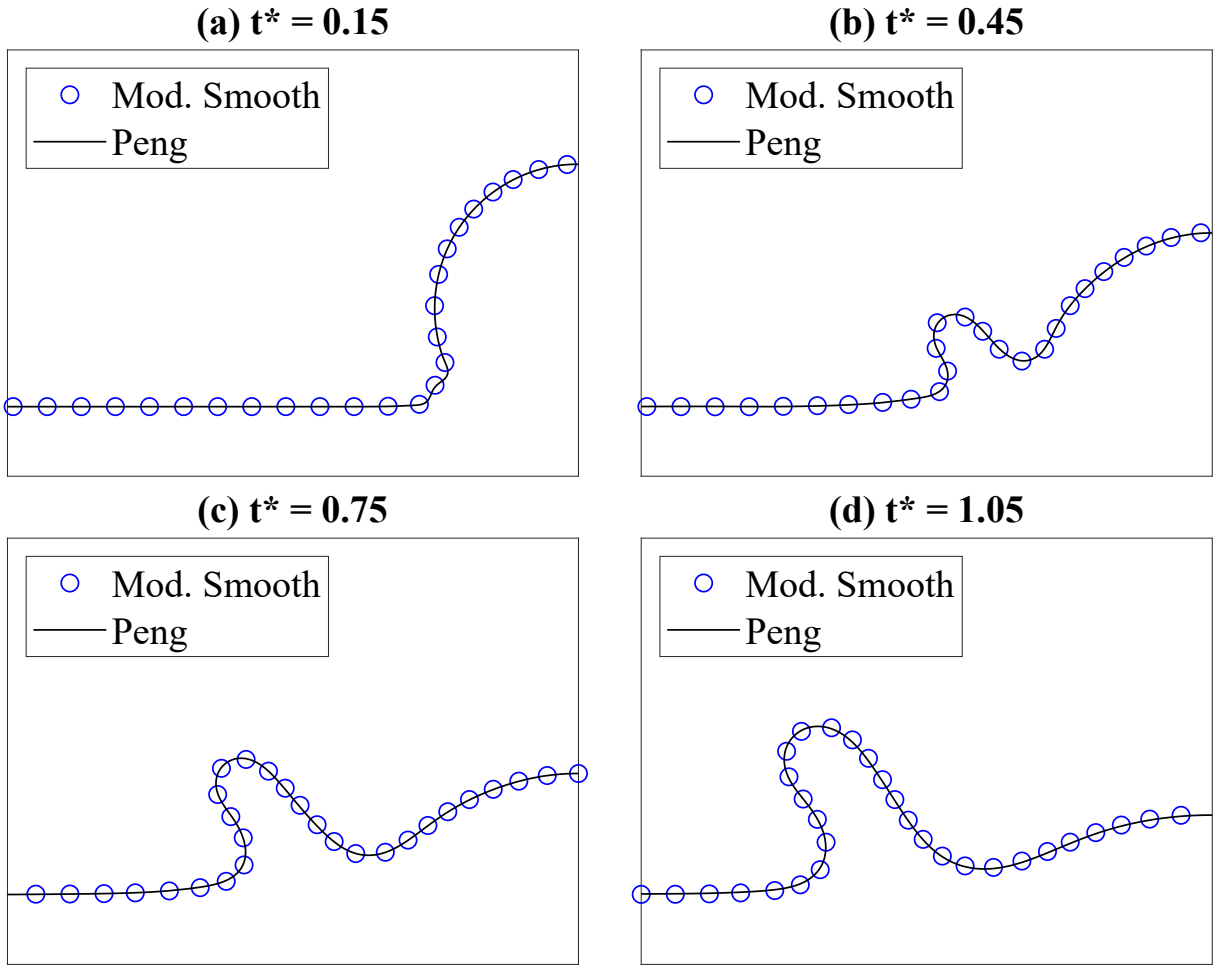 (a) t* = 0.15
Mod. Smooth
Peng
(b) t* = 0.45
Mod. Smooth
Peng
(c) t* = 0.75
Mod. Smooth
Peng
(d) t* = 1.05
Mod. Smooth
Peng